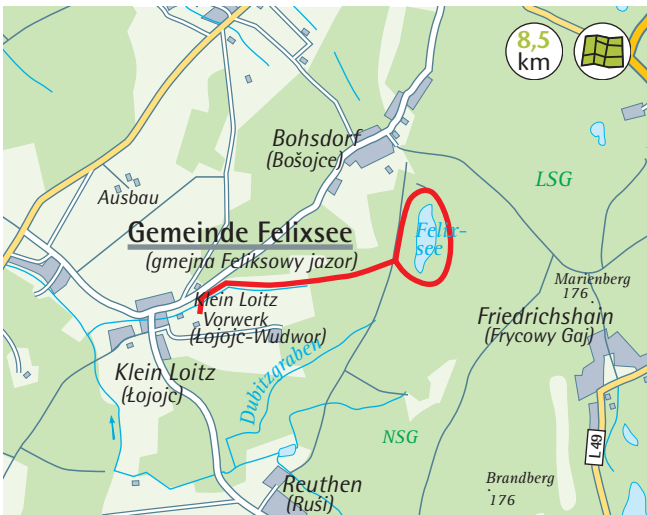 8,5
km
Bohsdorf
(Bošojce)
LSG
Ausbau
Gemeinde Felixsee
(gmejna Feliksowy jazor)
Felix-
see
Marienberg
176
Klein Loitz
Vorwerk
(Łojojc-Wudwor)
Friedrichshain
(Frycowy Gaj)
Klein Loitz
(Łojojc)
Dubitzgraben
NSG
L 49
Reuthen
(Ruśi)
Brandberg
176